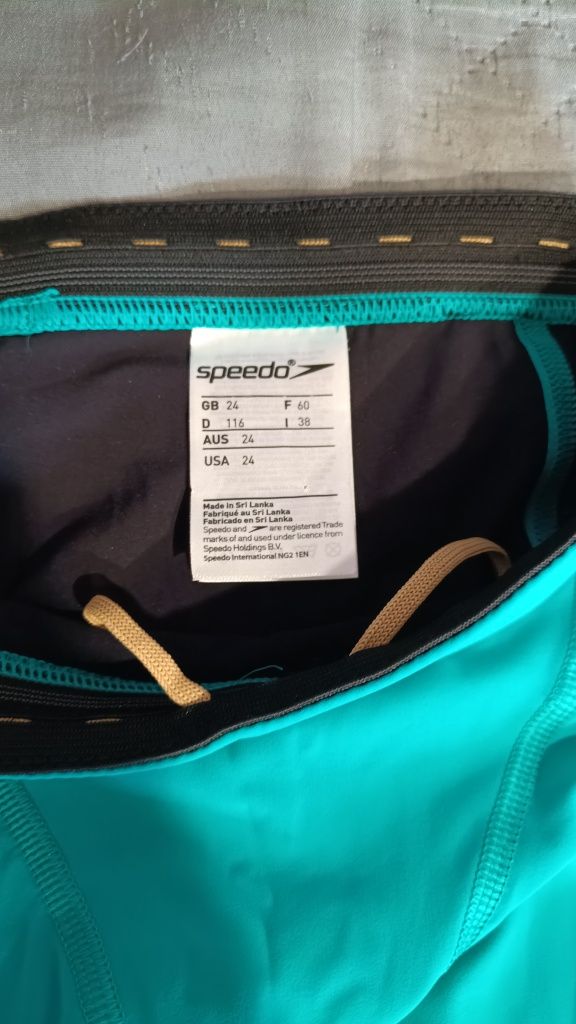 speedo®
GB 24 F 60
D 116 I 38
AUS 24
USA 24
Made in Sri Lanka
Fabriqué au Sri Lanka
Fabricado en Sri Lanka
Speedo and are registered Trade
marks of and used under licence from
Speedo Holdings B.V.
Speedo International NG2 1EN